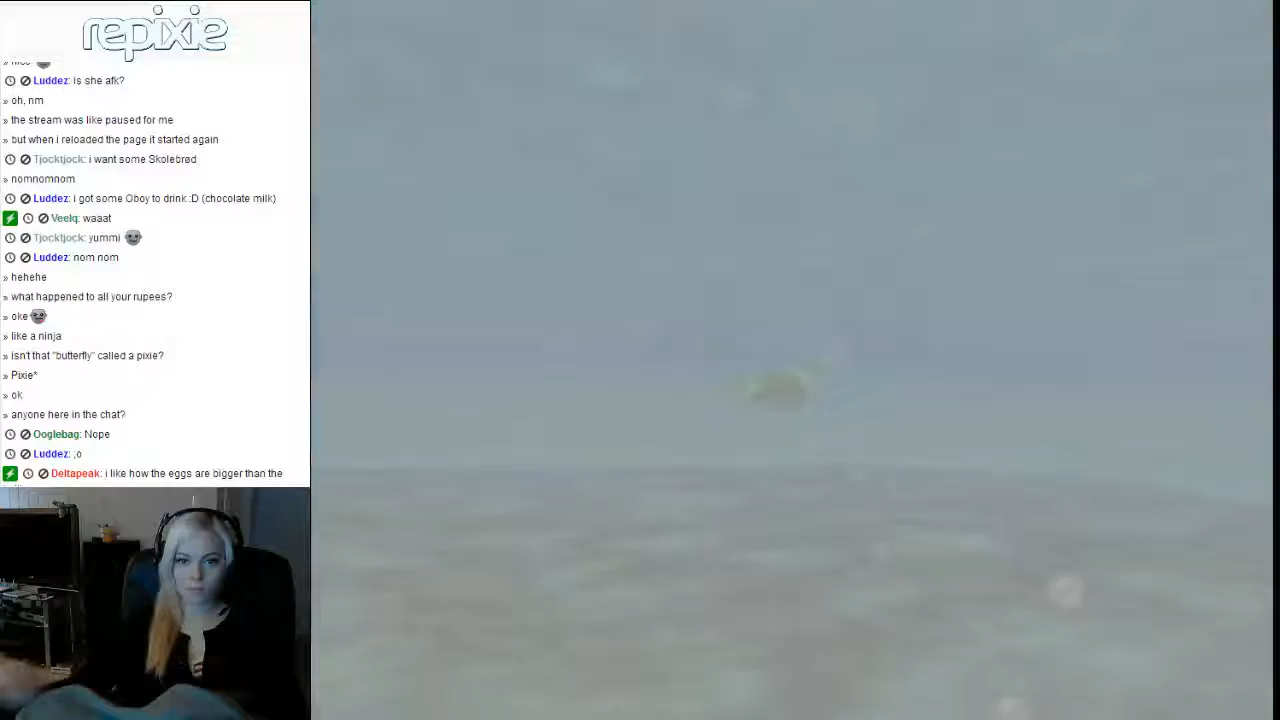 repixie
Luddez: is she afk?
» oh, nm
» the stream was like paused for me
» but when i reloaded the page it started again
Tjocktjock: i want some Skolebrød
» nomnomnom
Luddez: i got some Oboy to drink :D (chocolate milk)
Veelq: waaat
Tjocktjock: yummi
Luddez: nom nom
» hehehe
» what happened to all your rupees?
» oke
» like a ninja
» isn't that "butterfly" called a pixie?
» Pixie*
» ok
» anyone here in the chat?
Ooglebag: Nope
Luddez: ,o
Deltapeak: i like how the eggs are bigger than the